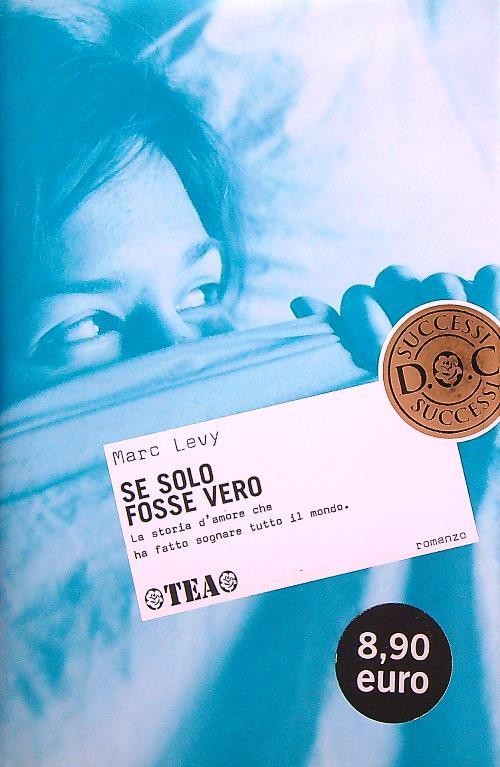 SUCCESSI
D.O.C
SUCCESSI
Marc Levy
SE SOLO
FOSSE VERO
La storia d'amore che
ha fatto sognare tutto il mondo.
romanzo
TEA
8,90
euro